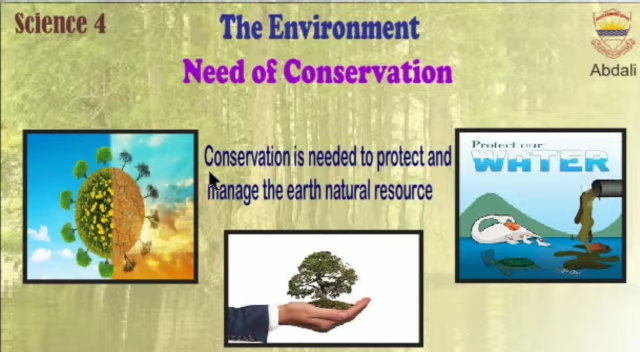 Science 4
The Environment
Need of Conservation
Abdali
Conservation is needed to protect and
manage the earth natural resource
Protect our
WATER